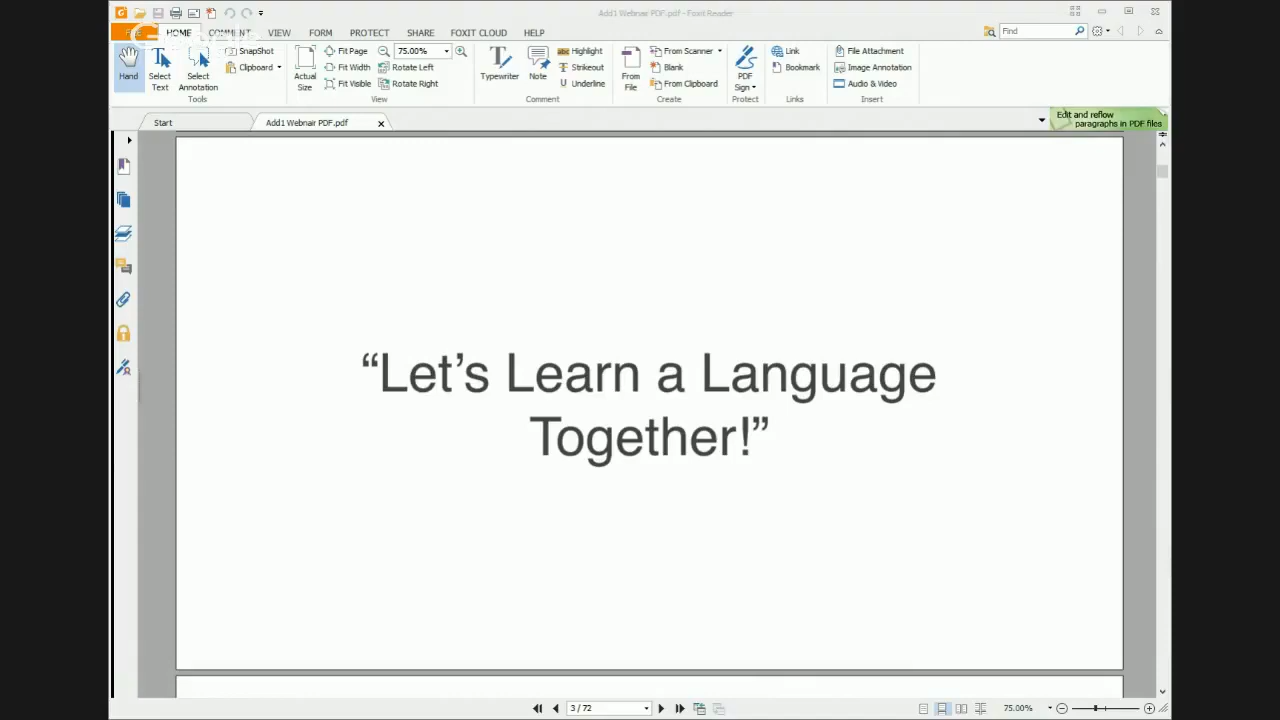 Add1 Webnair PDF.pdf - Foxit Reader
HOME COMMENT VIEW FORM PROTECT SHARE FOXIT CLOUD HELP
Find
Hand
Select Text
Select Annotation
SnapShot
Clipboard
Tools
Actual Size
Fit Page
Fit Width
Fit Visible
75.00%
Rotate Left
Rotate Right
View
Typewriter
Note
Highlight
Strikeout
Underline
Comment
From File
From Scanner
Blank
From Clipboard
Create
PDF Sign
Protect
Link
Bookmark
Links
File Attachment
Image Annotation
Audio & Video
Insert
Start
Add1 Webnair PDF.pdf
Edit and reflow
paragraphs in PDF files
“Let’s Learn a Language
Together!”
3 / 72
75.00%